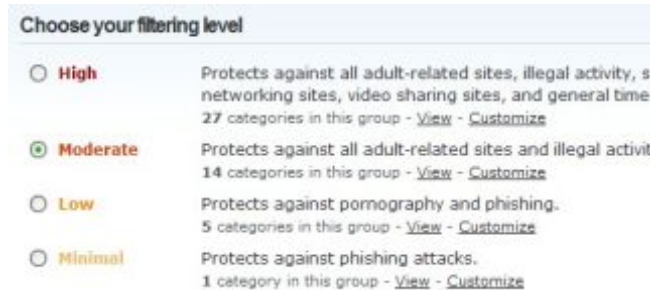 Choose your filtering level
High
Protects against all adult-related sites, illegal activity, s
networking sites, video sharing sites, and general time
27 categories in this group - View - Customize
Moderate
Protects against all adult-related sites and illegal activit
14 categories in this group - View - Customize
Low
Protects against pornography and phishing.
5 categories in this group - View - Customize
Minimal
Protects against phishing attacks.
1 category in this group - View - Customize